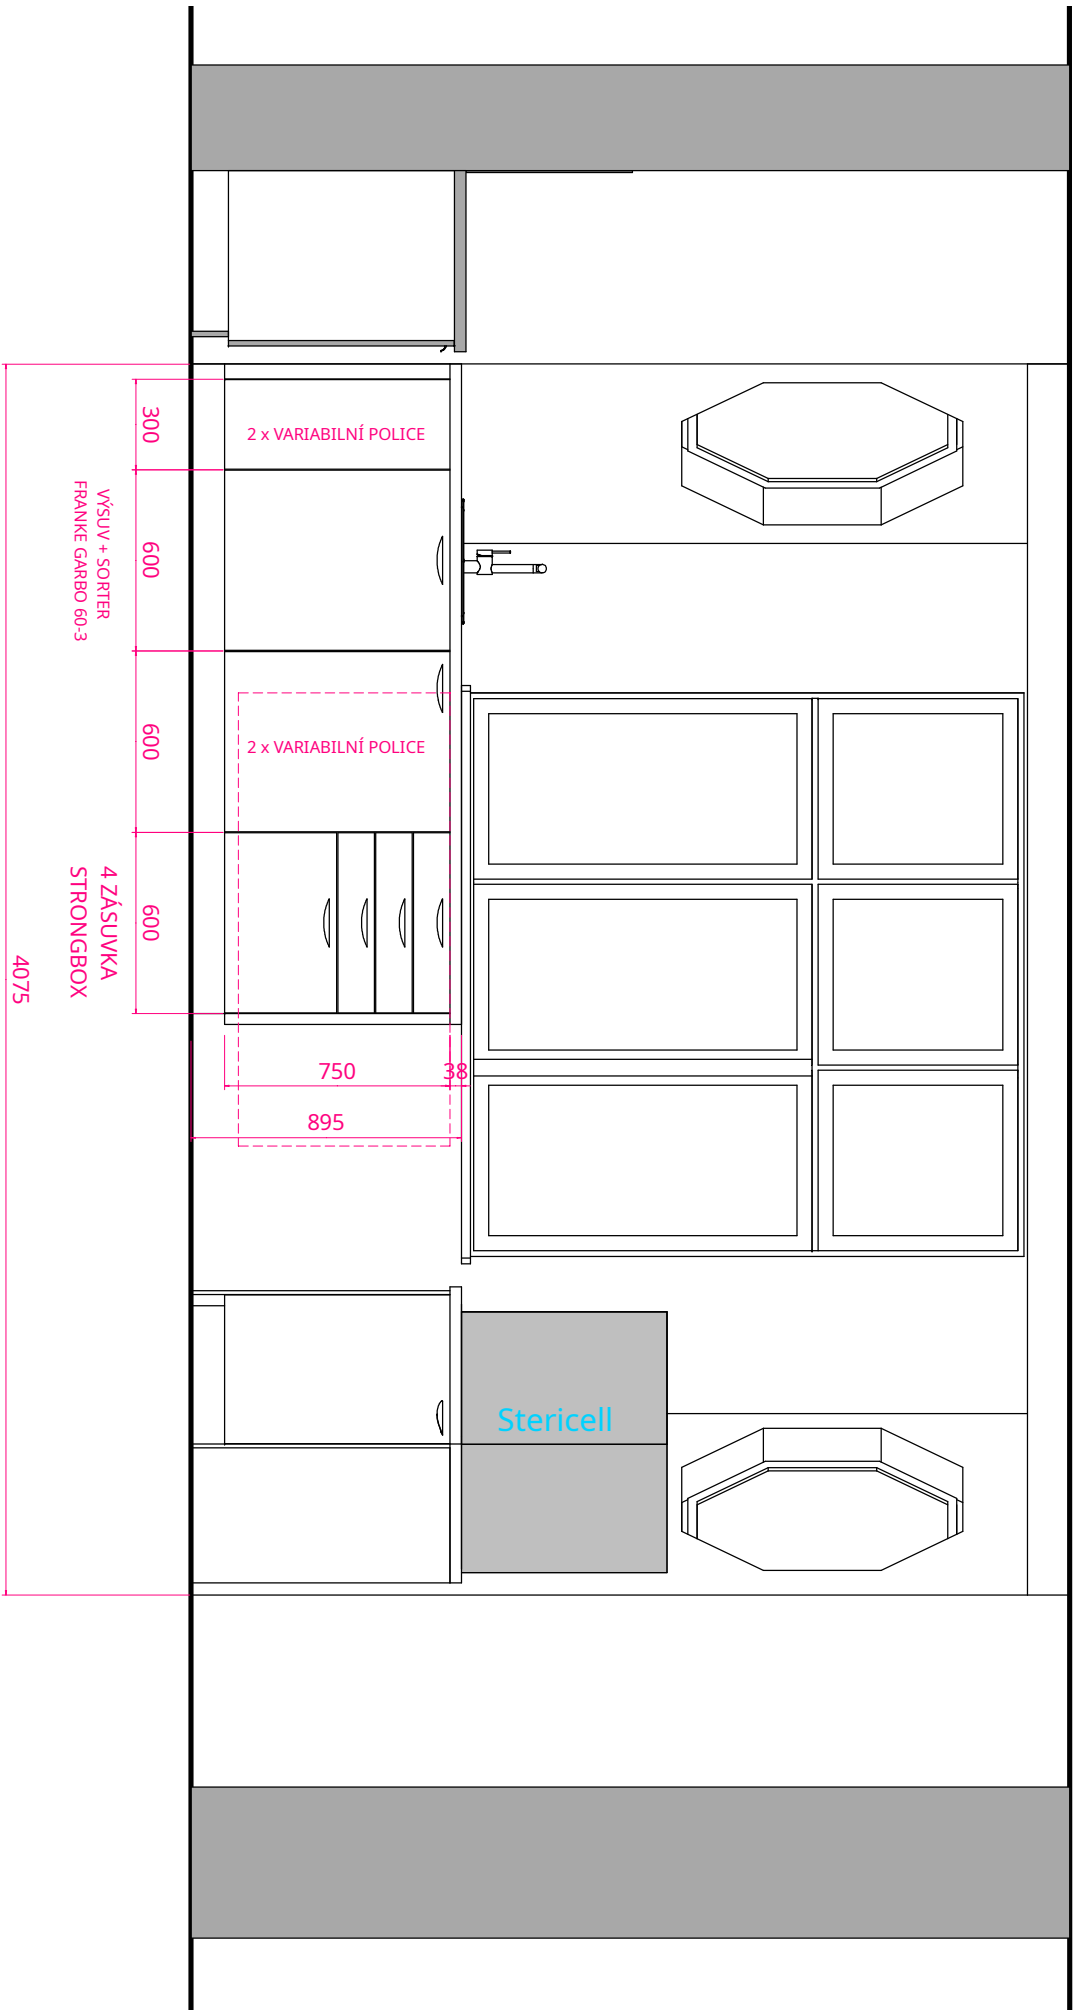 300
2 x VARIABILNÍ POLICE
VÝSUV + SORTER
FRANKE GARBO 60-3
600
600
2 x VARIABILNÍ POLICE
4 ZÁSUVKA
STRONGBOX
600
4075
750
38
895
Stericell